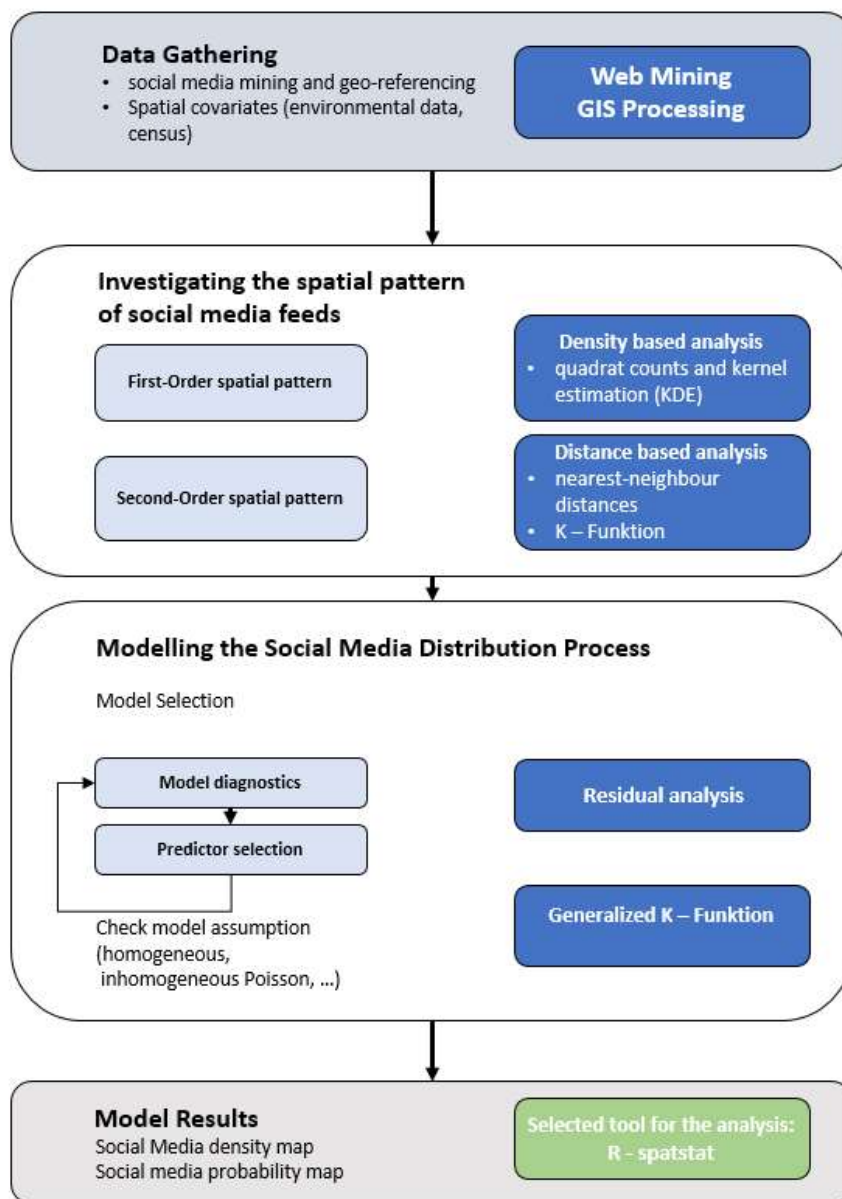 Data Gathering
• social media mining and geo-referencing
• Spatial covariates (environmental data,
census)
Web Mining
GIS Processing
Investigating the spatial pattern
of social media feeds
First-Order spatial pattern
Density based analysis
• quadrat counts and kernel
estimation (KDE)
Second-Order spatial pattern
Distance based analysis
• nearest-neighbour
distances
• K – Funktion
Modelling the Social Media Distribution Process
Model Selection
Model diagnostics
Predictor selection
Check model assumption
(homogeneous,
inhomogeneous Poisson, ...)
Residual analysis
Generalized K – Funktion
Model Results
Social Media density map
Social media probability map
Selected tool for the analysis:
R - spatstat